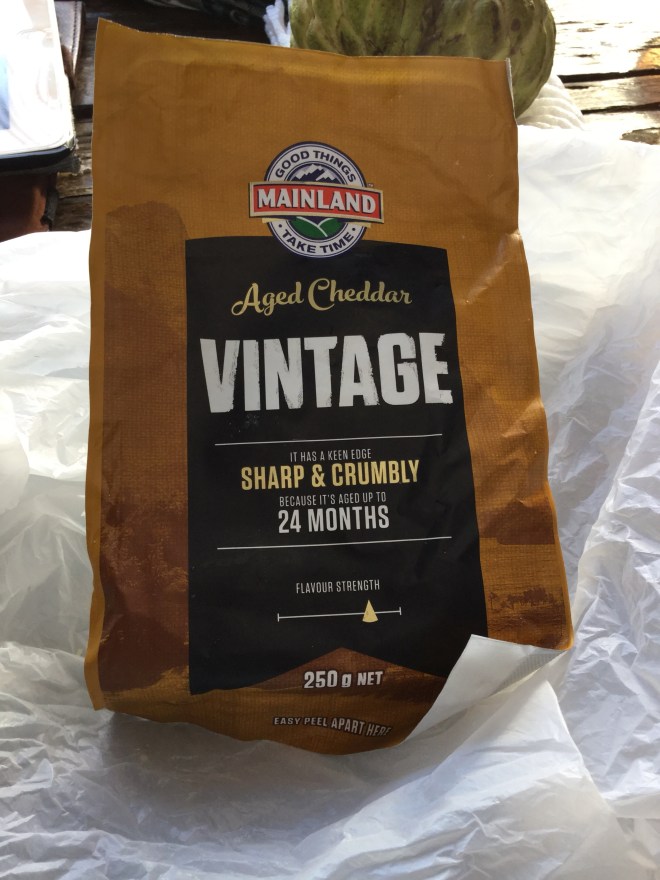 GOOD THINGS
MAINLAND
TAKE TIME
Aged Cheddar
VINTAGE
IT HAS A KEEN EDGE
SHARP & CRUMBLY
BECAUSE IT'S AGED UP TO
24 MONTHS
FLAVOUR STRENGTH
250 g NET
EASY PEEL APART HERE